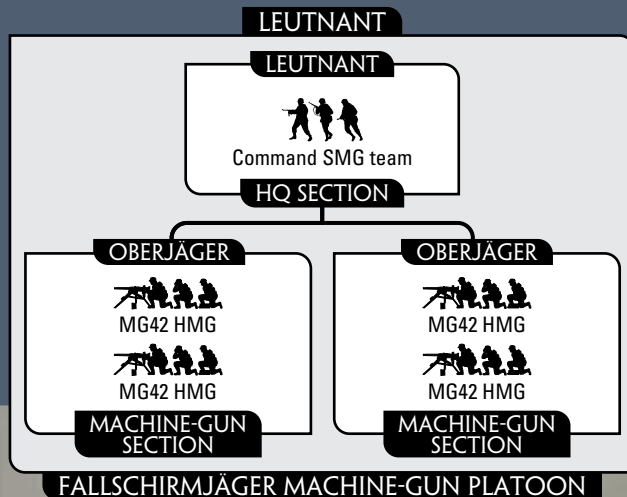 LEUTNANT
LEUTNANT
Command SMG team
HQ SECTION
OBERJÄGER
MG42 HMG
MG42 HMG
MACHINE-GUN
SECTION
OBERJÄGER
MG42 HMG
MG42 HMG
MACHINE-GUN
SECTION
FALLSCHIRMJÄGER MACHINE-GUN PLATOON